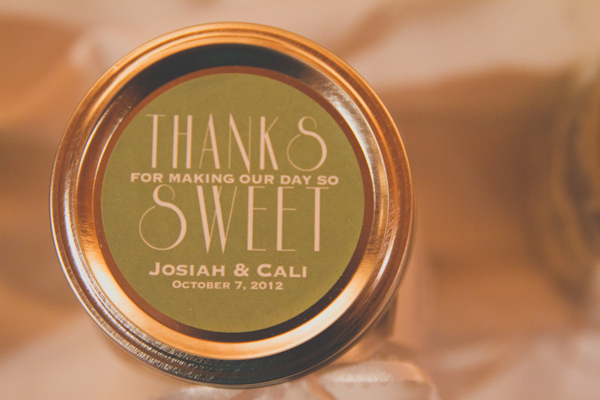 THANKS
FOR MAKING OUR DAY SO
SWEET
JOSIAH & CALI
OCTOBER 7, 2012